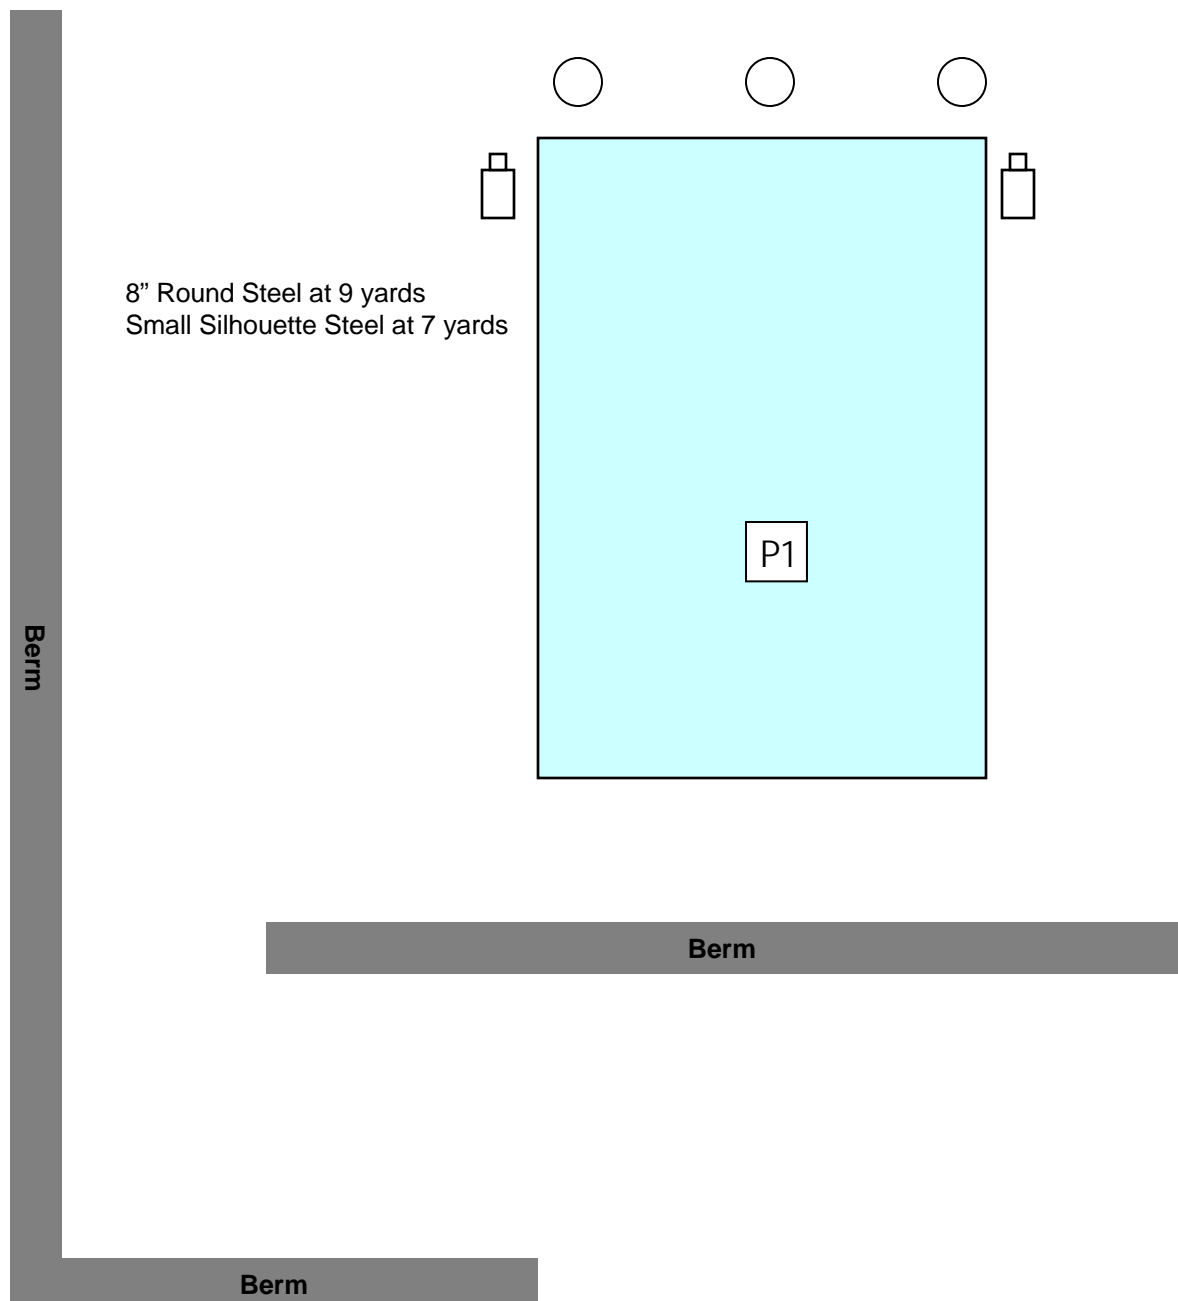 8” Round Steel at 9 yards
Small Silhouette Steel at 7 yards
P1
Berm
Berm
Berm